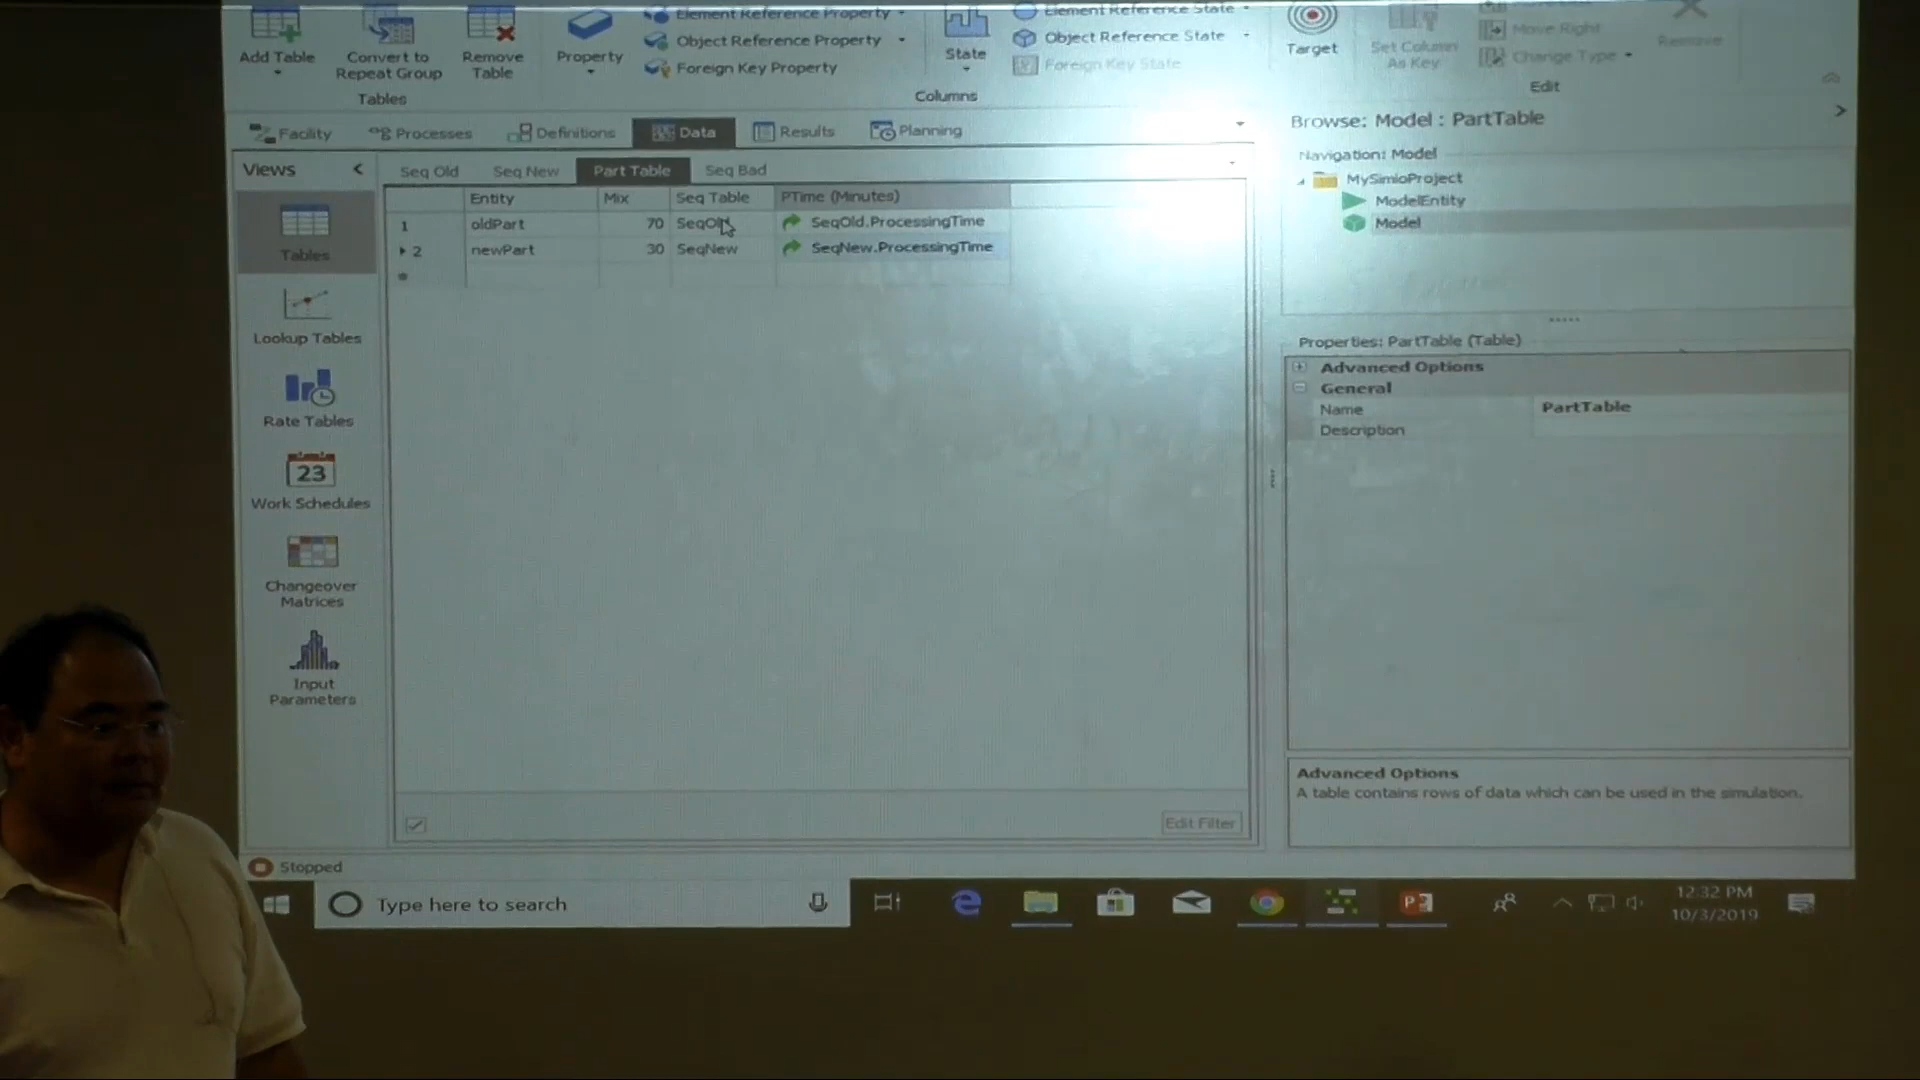 Element Reference Property
Element Reference State
Add Table
Convert to
Repeat Group
Remove
Table
Property
Object Reference Property
Foreign Key Property
State
Object Reference State
Foreign Key State
Target
Set Column
As Key
Move Right
Change Type
Remove
Tables
Columns
Edit
Facility
Processes
Definitions
Data
Results
Planning
Browse: Model : PartTable
Navigation: Model
MySimioProject
ModelEntity
Model
Views
Seq Old
Seq New
Part Table
Seq Bad
Entity Mix Seq Table PTime (Minutes)
1 oldPart 70 SeqOld SeqOld.ProcessingTime
2 newPart 30 SeqNew SeqNew.ProcessingTime
Tables
Lookup Tables
Rate Tables
23
Work Schedules
Changeover
Matrices
Input
Parameters
Properties: PartTable (Table)
Advanced Options
General
Name PartTable
Description
Advanced Options
A table contains rows of data which can be used in the simulation.
Edit Filter
Stopped
Type here to search
12:32 PM
10/3/2019